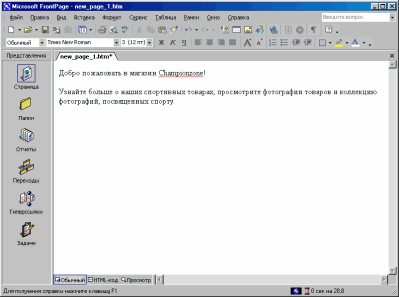 Microsoft FrontPage - new_page_1.htm
Файл Правка Вид Вставка Формат Сервис Таблица Рамки Окно Справка
Введите вопрос
Обычный Times New Roman 3 (12 пт) Ж К Ч
Представления new_page_1.htm*
Добро пожаловать в магазин Championzone!
Страница
Узнайте больше о наших спортивных товарах, просмотрите фотографии товаров и коллекцию
фотографий, посвященных спорту.
Папки
Отчеты
Переходы
Гиперссылки
Задачи
Обычный HTML-код Просмотр
Для получения справки нажмите клавишу F1 0 сек на 28,8